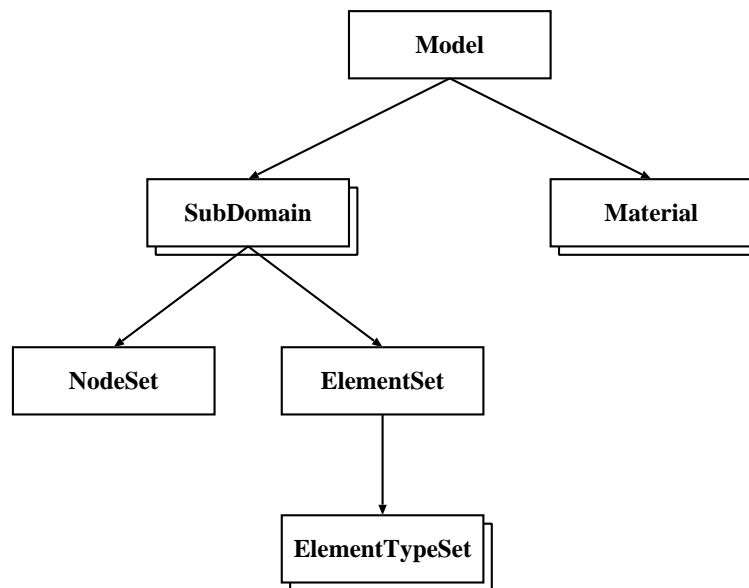 Model
SubDomain
Material
NodeSet
ElementSet
ElementTypeSet